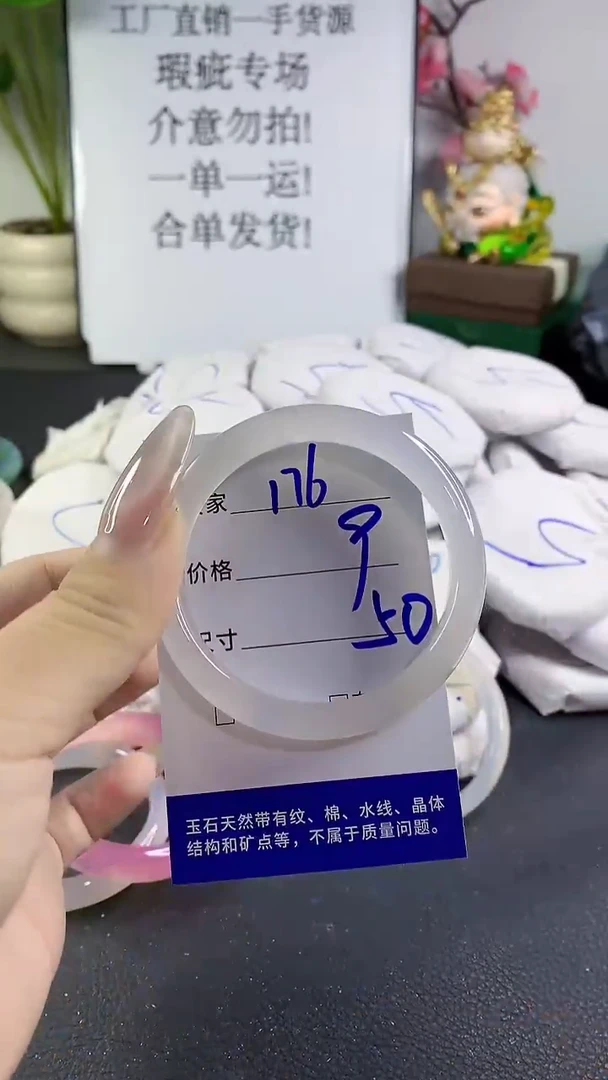 工厂直销一手货源
瑕疵专场
介意勿拍!
一单一运!
合单发货!
家 176
价格 9
尺寸 50
玉石天然带有纹、棉、水线、晶体
结构和矿点等，不属于质量问题。